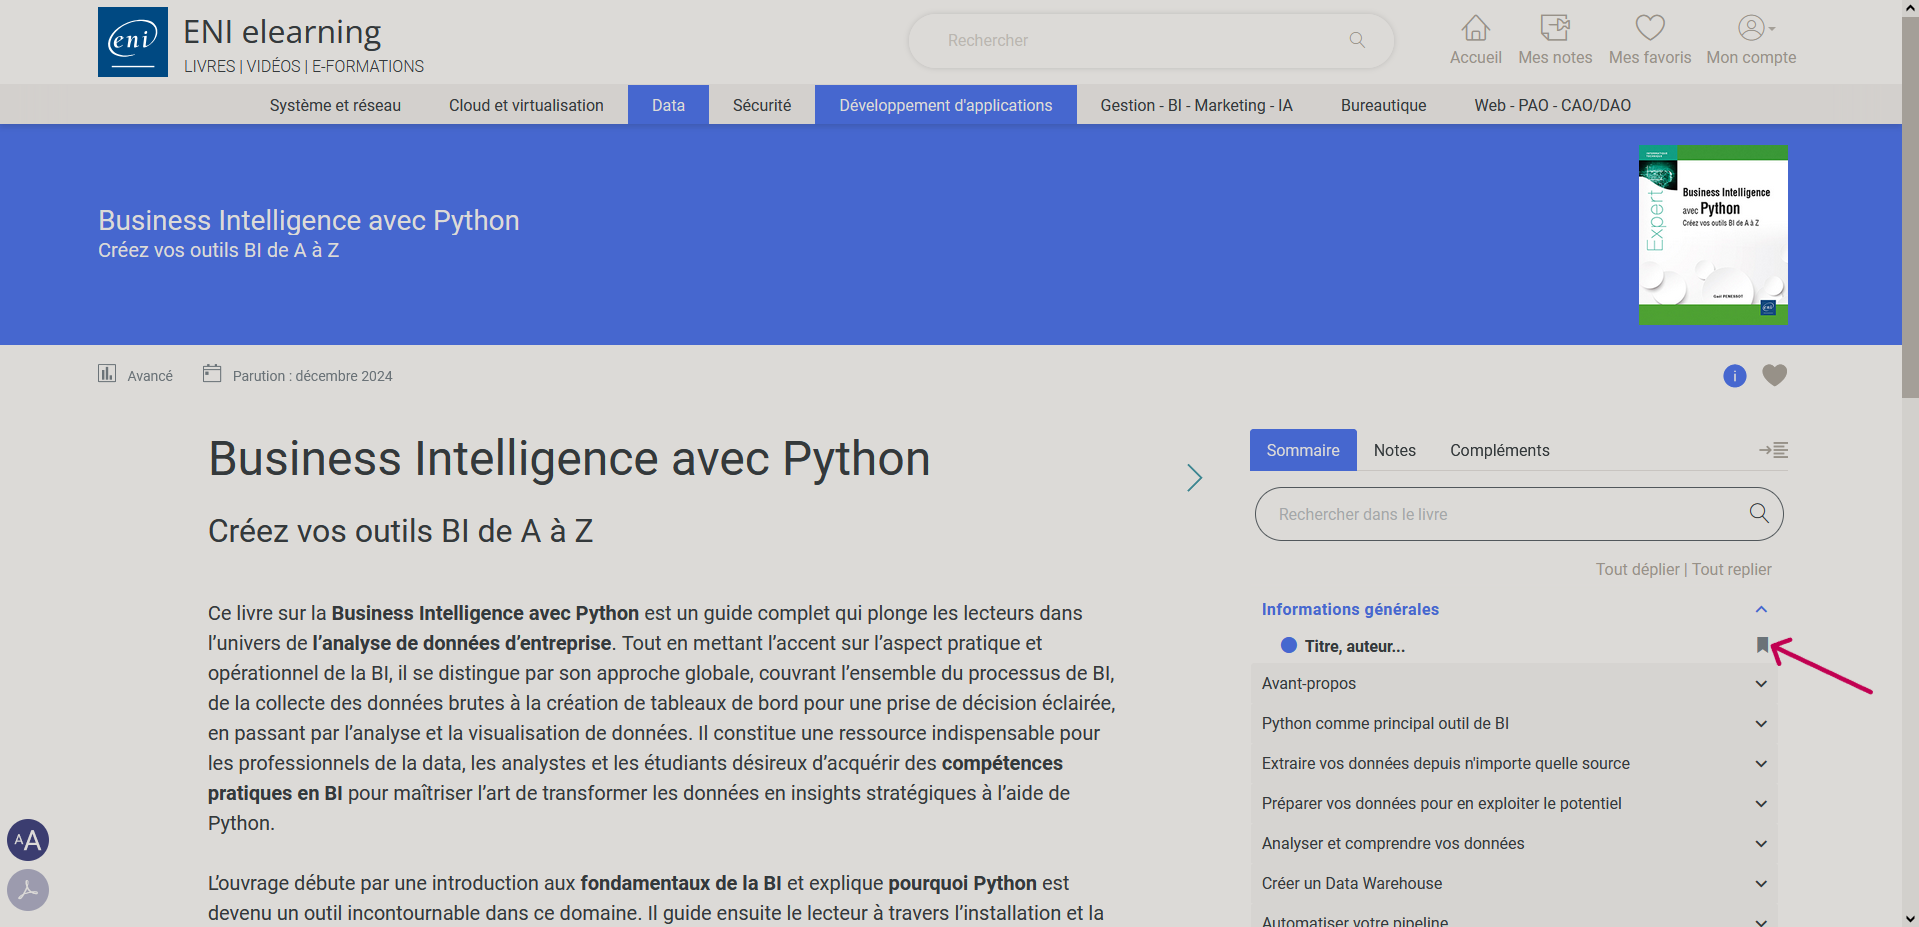 eni
ENI elearning
LIVRES | VIDÉOS | E-FORMATIONS
Rechercher
Accueil
Mes notes
Mes favoris
Mon compte
Système et réseau
Cloud et virtualisation
Data
Sécurité
Développement d'applications
Gestion - BI - Marketing - IA
Bureautique
Web - PAO - CAO/DAO
Business Intelligence avec Python
Créez vos outils BI de A à Z
Expert
Business Intelligence
avec Python
Créez vos outils BI de A à Z
Gaël PENESSOT
eni
Avancé
Parution : décembre 2024
i
Business Intelligence avec Python
Créez vos outils BI de A à Z
Ce livre sur la Business Intelligence avec Python est un guide complet qui plonge les lecteurs dans
l’univers de l’analyse de données d’entreprise. Tout en mettant l’accent sur l’aspect pratique et
opérationnel de la BI, il se distingue par son approche globale, couvrant l’ensemble du processus de BI,
de la collecte des données brutes à la création de tableaux de bord pour une prise de décision éclairée,
en passant par l’analyse et la visualisation de données. Il constitue une ressource indispensable pour
les professionnels de la data, les analystes et les étudiants désireux d’acquérir des compétences
pratiques en BI pour maîtriser l’art de transformer les données en insights stratégiques à l’aide de
Python.
L’ouvrage débute par une introduction aux fondamentaux de la BI et explique pourquoi Python est
devenu un outil incontournable dans ce domaine. Il guide ensuite le lecteur à travers l’installation et la
Sommaire
Notes
Compléments
Rechercher dans le livre
Tout déplier | Tout replier
Informations générales
Titre, auteur...
Avant-propos
Python comme principal outil de BI
Extraire vos données depuis n'importe quelle source
Préparer vos données pour en exploiter le potentiel
Analyser et comprendre vos données
Créer un Data Warehouse
Automatiser votre pipeline
AA